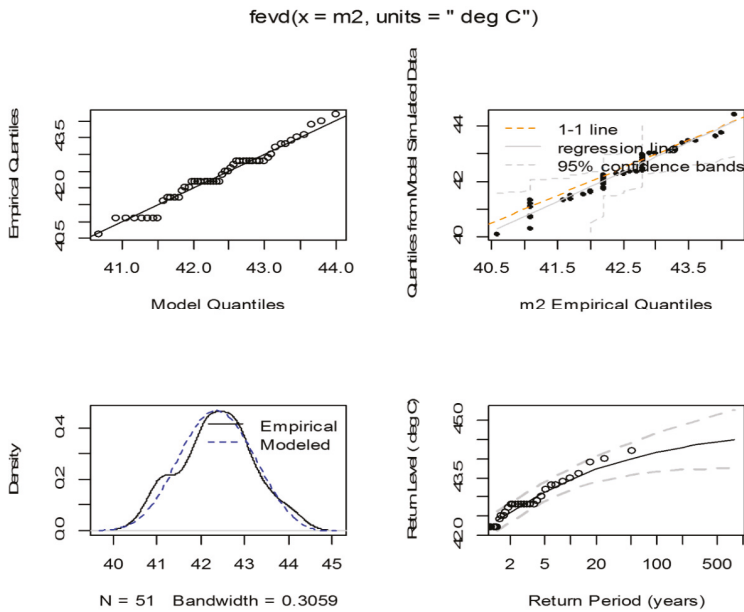 fevd(x = m2, units = " deg C")
Empirical Quantiles
43.5
42.0
40.5
41.0 42.0 43.0 44.0
Model Quantiles
Quantiles from Model Simulated Data
44
42
40
1-1 line
regression line
95% confidence bands
40.5 41.5 42.5 43.5
m2 Empirical Quantiles
Density
0.4
0.2
0.0
Empirical
Modeled
40 41 42 43 44 45
N = 51 Bandwidth = 0.3059
Return Level ( deg C)
45.0
43.5
42.0
2 5 20 100 500
Return Period (years)